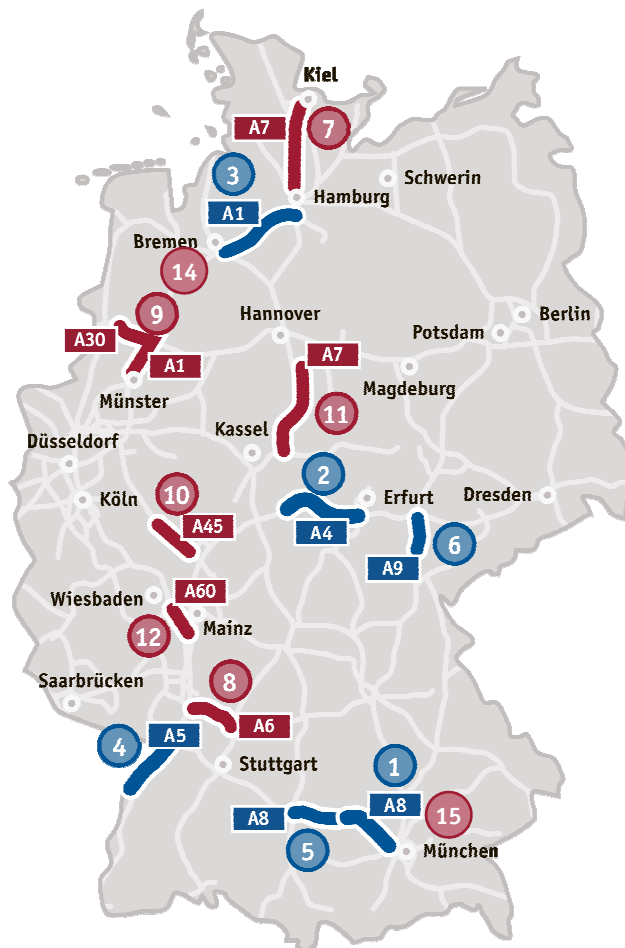 Kiel
A7
7
3
Schwerin
Hamburg
A1
Bremen
14
9
Hannover
Berlin
A30
Potsdam
A7
A1
Magdeburg
Münster
11
Kassel
Düsseldorf
2
10
Köln
Erfurt
Dresden
A45
A4
6
A9
A60
Wiesbaden
12
Mainz
Saarbrücken
8
A5
A6
4
Stuttgart
1
A8
A8
15
5
München